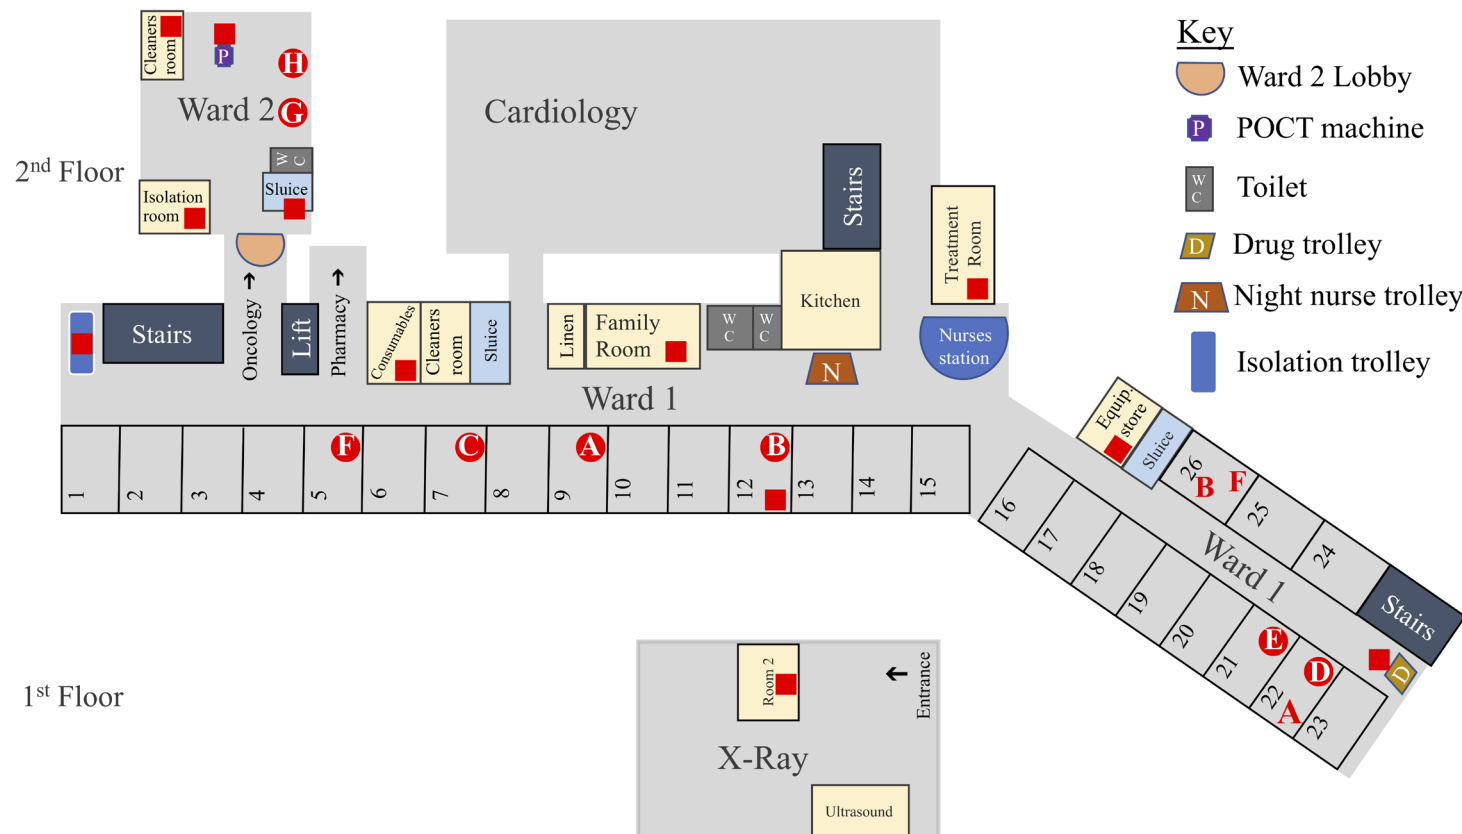 Key
Ward 2 Lobby
P
POCT machine
W
C
Toilet
D
Drug trolley
N
Night nurse trolley
Isolation trolley
2nd Floor
Cleaners
room
P
H
Ward 2
G
W
C
Sluice
Isolation
room
Cardiology
Stairs
Treatment
Room
Kitchen
Stairs
Oncology →
Lift
Pharmacy →
Consumables
Cleaners
room
Sluice
Linen
Family
Room
W
C
W
C
N
Nurses
station
Ward 1
F
C
A
B
1
2
3
4
5
6
7
8
9
10
11
12
13
14
15
Equip.
store
Sluice
26
B
F
25
24
Stairs
Ward 1
16
17
18
19
20
21
22
23
E
D
A
D
1st Floor
Room 2
← Entrance
X-Ray
Ultrasound